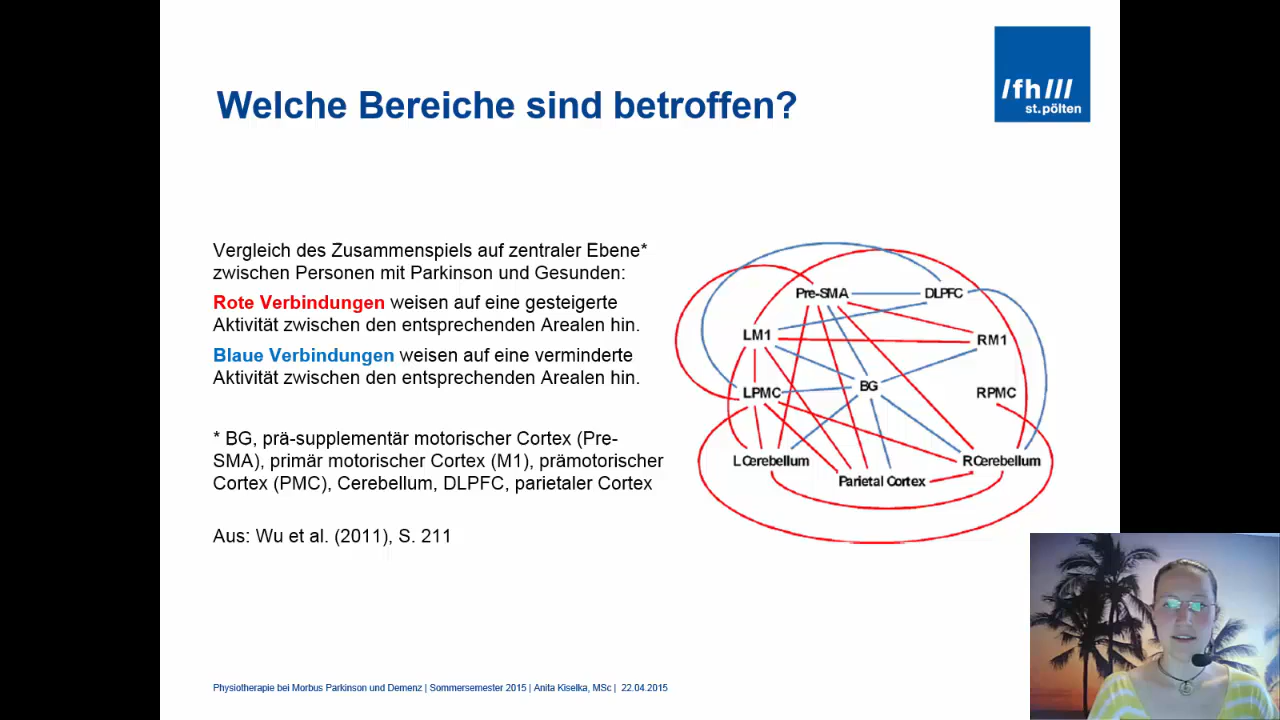 Welche Bereiche sind betroffen?
/fh///
st.pölten
Vergleich des Zusammenspiels auf zentraler Ebene*
zwischen Personen mit Parkinson und Gesunden:
Rote Verbindungen weisen auf eine gesteigerte
Aktivität zwischen den entsprechenden Arealen hin.
Blaue Verbindungen weisen auf eine verminderte
Aktivität zwischen den entsprechenden Arealen hin.
* BG, prä-supplementär motorischer Cortex (Pre-
SMA), primär motorischer Cortex (M1), prämotorischer
Cortex (PMC), Cerebellum, DLPFC, parietaler Cortex
Aus: Wu et al. (2011), S. 211
Pre-SMA
DLPFC
LM1
RM1
BG
LPMC
RPMC
LCerebellum
RCerebellum
Parietal Cortex
Physiotherapie bei Morbus Parkinson und Demenz | Sommersemester 2015 | Anita Kiselka, MSc | 22.04.2015